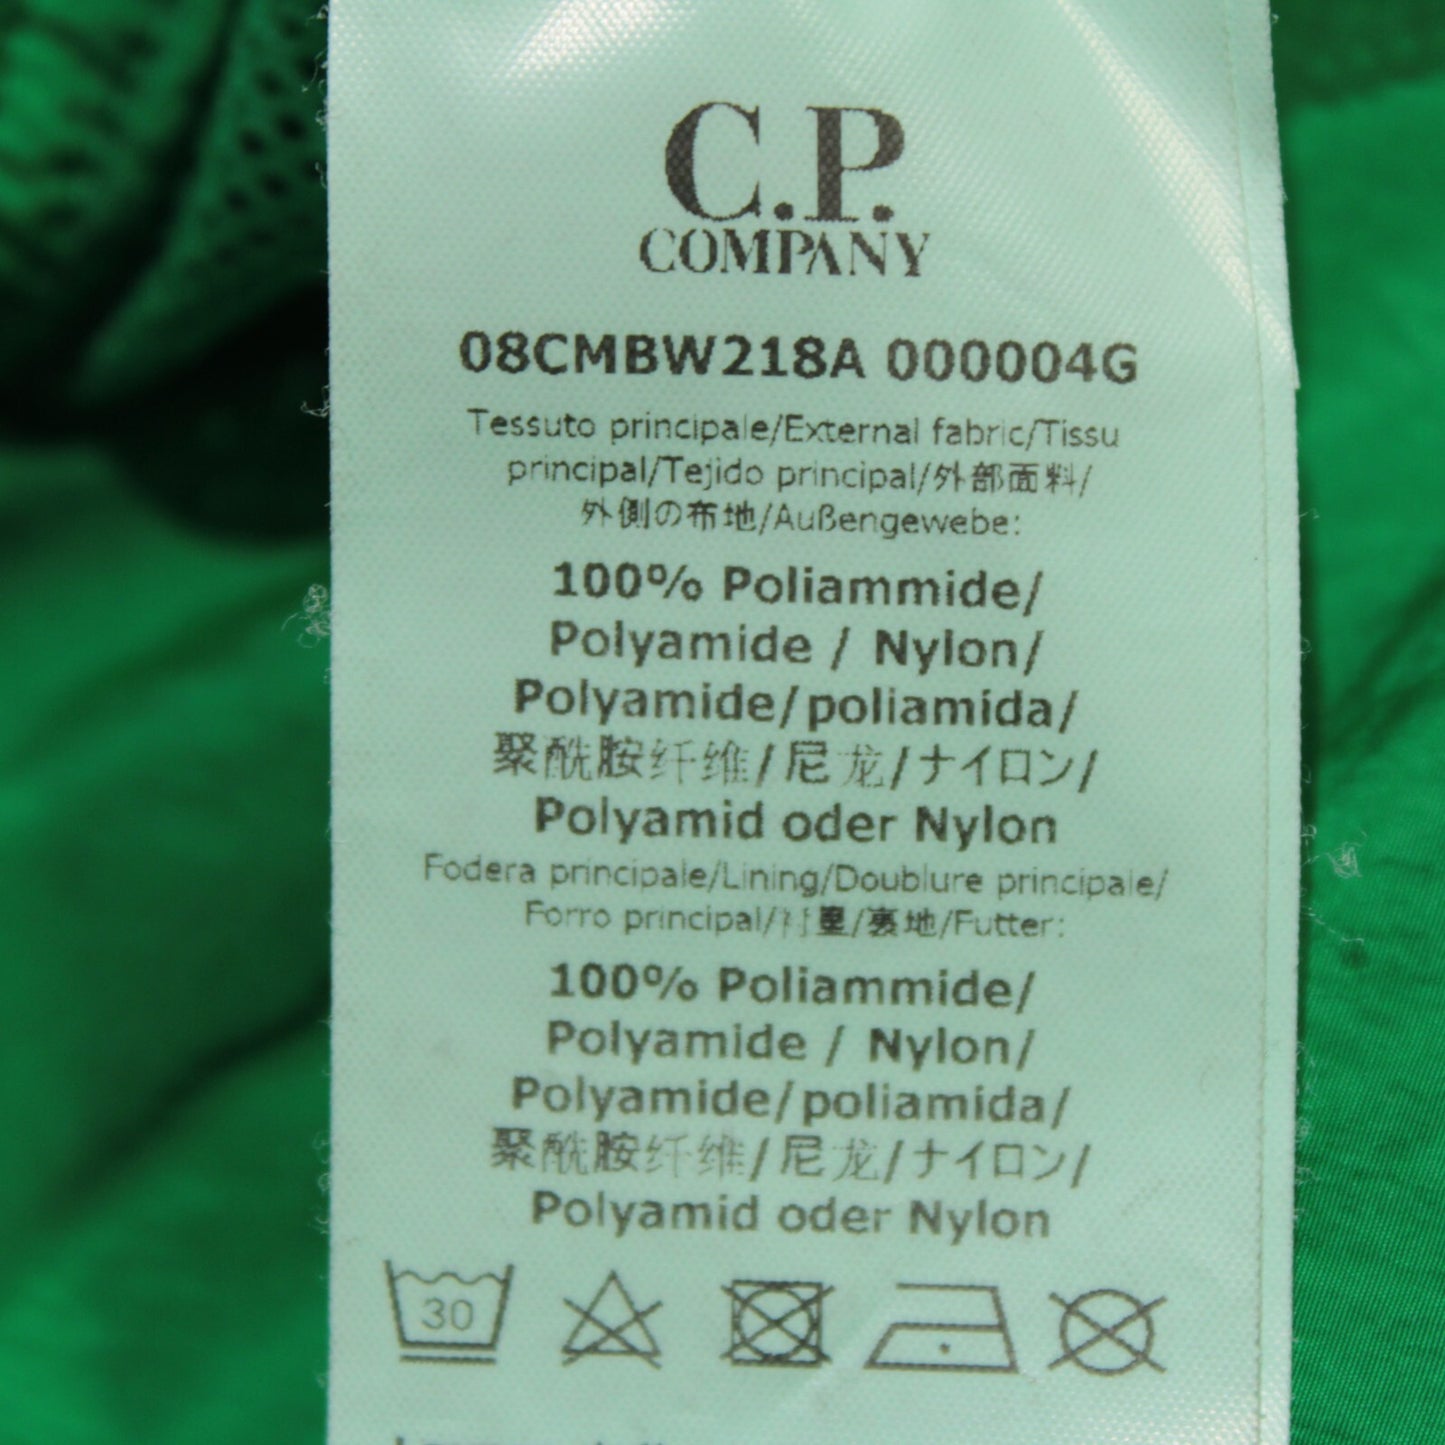 C.P.
COMPANY
08CMBW218A 000004G
Tessuto principale/External fabric/Tissu
principal/Tejido principal/外部面料/
外側の布地/Außengewebe:
100% Poliammide/
Polyamide / Nylon/
Polyamide/poliamida/
聚酰胺纤维/尼龙/ナイロン/
Polyamid oder Nylon
Fodera principale/Lining/Doublure principale/
Forro principal/衬里/裏地/Futter:
100% Poliammide/
Polyamide / Nylon/
Polyamide/poliamida/
聚酰胺纤维/尼龙/ナイロン/
Polyamid oder Nylon
30